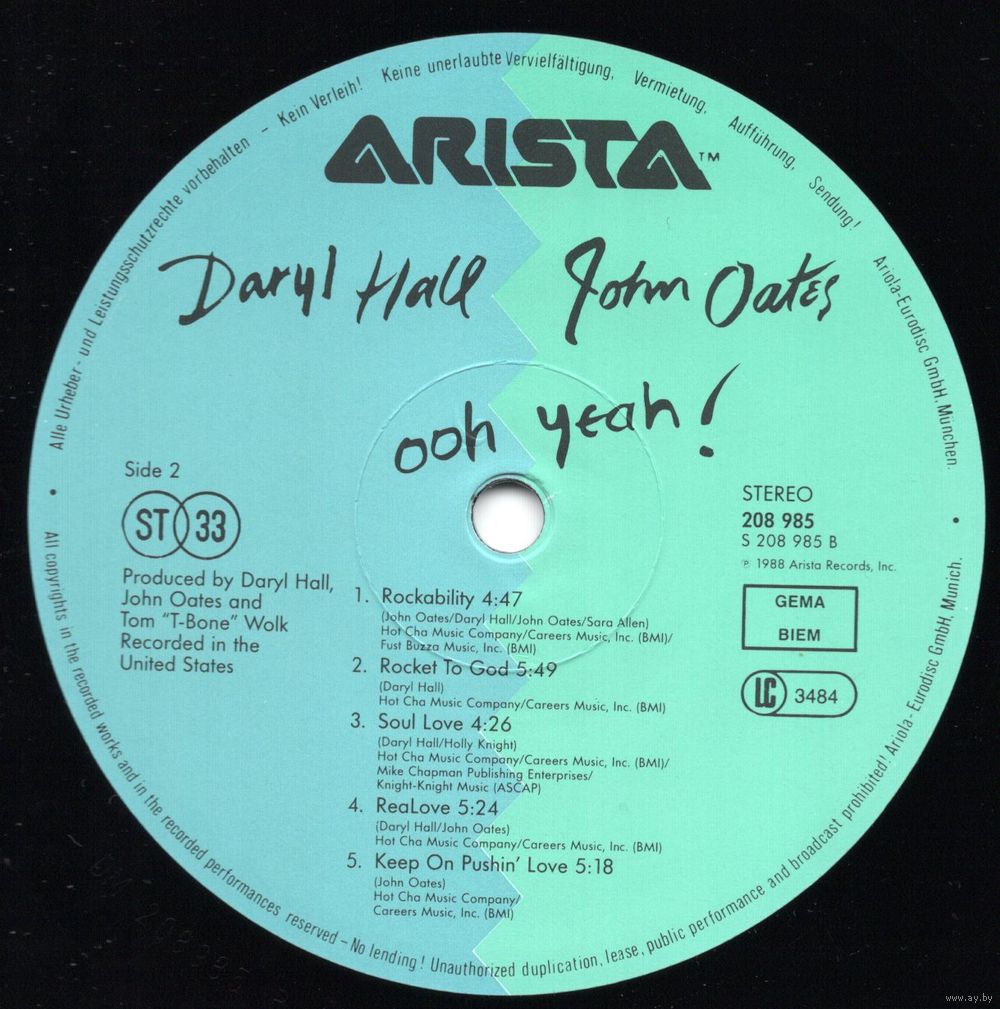 Alle Urheber- und Leistungsschutzrechte vorbehalten – Kein Verleih! Keine unerlaubte Vervielfältigung, Vermietung, Aufführung, Sendung!
Ariola-Eurodisc GmbH, München.
ARISTA™
Daryl Hall John Oates
ooh yeah!
Side 2
ST 33
Produced by Daryl Hall,
John Oates and
Tom "T-Bone" Wolk
Recorded in the
United States
STEREO
208 985
S 208 985 B
℗ 1988 Arista Records, Inc.
GEMA
BIEM
LC 3484
1. Rockability 4:47
(John Oates/Daryl Hall/John Oates/Sara Allen)
Hot Cha Music Company/Careers Music, Inc. (BMI)/
Fust Buzza Music, Inc. (BMI)
2. Rocket To God 5:49
(Daryl Hall)
Hot Cha Music Company/Careers Music, Inc. (BMI)
3. Soul Love 4:26
(Daryl Hall/Holly Knight)
Hot Cha Music Company/Careers Music, Inc. (BMI)/
Mike Chapman Publishing Enterprises/
Knight-Knight Music (ASCAP)
4. ReaLove 5:24
(Daryl Hall/John Oates)
Hot Cha Music Company/Careers Music, Inc. (BMI)
5. Keep On Pushin' Love 5:18
(John Oates)
Hot Cha Music Company/
Careers Music, Inc. (BMI)
All copyrights in the recorded works and in the recorded performances reserved – No lending! Unauthorized duplication, lease, public performance and broadcast prohibited! Ariola-Eurodisc GmbH, Munich.
www.ay.by